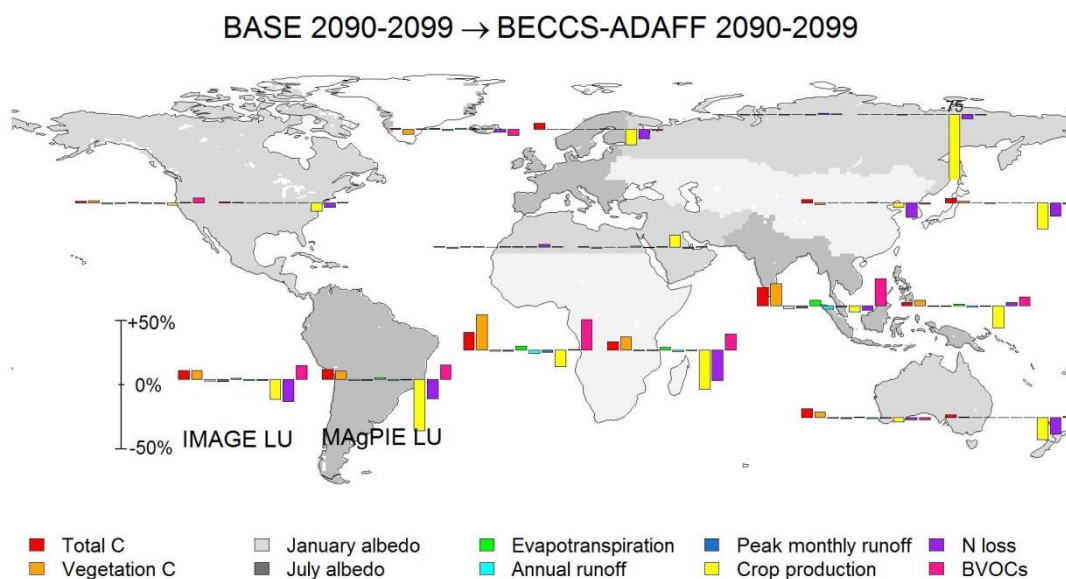 BASE 2090-2099 → BECCS-ADAFF 2090-2099
-75
+50%
0%
-50%
IMAGE LU
MAgPIE LU
Total C
January albedo
Evapotranspiration
Peak monthly runoff
N loss
Vegetation C
July albedo
Annual runoff
Crop production
BVOCs